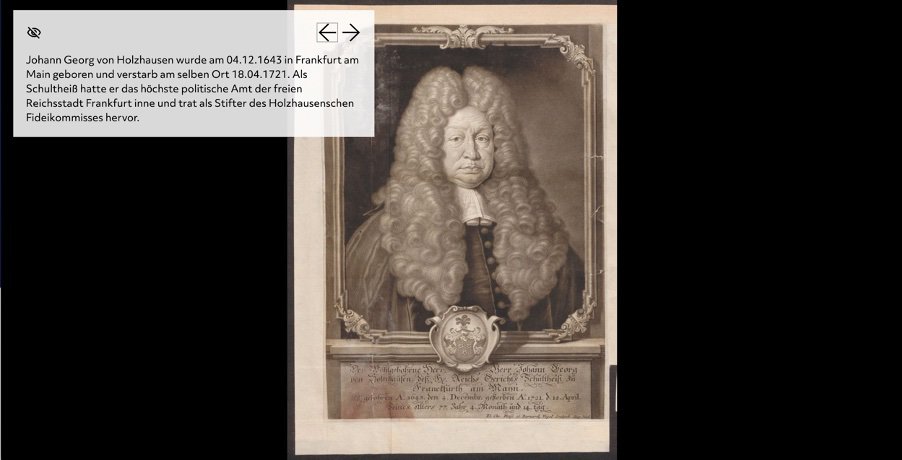 Johann Georg von Holzhausen wurde am 04.12.1643 in Frankfurt am
Main geboren und verstarb am selben Ort 18.04.1721. Als
Schultheiß hatte er das höchste politische Amt der freien
Reichsstadt Frankfurt inne und trat als Stifter des Holzhausenschen
Fideikommisses hervor.
Der Wohlgebohrne Herr, Herr Johann Georg
von Holtzhausen, deß Hz. Reichs Gerichts Schultheiß zu
Franckfurth am Mayn.
gebohren A. 1643. den 4. Decembr. gestorben A. 1721. d. 18. April.
Seines alters 77. Jahr 4. Monath und 14. tag.